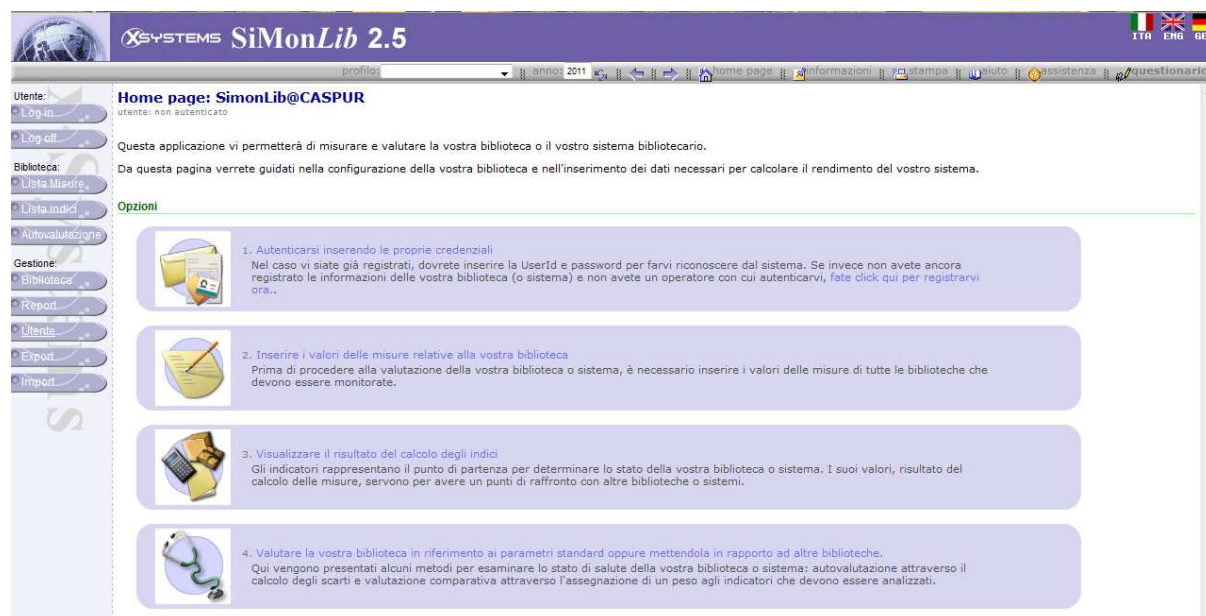 XSYSTEMS SiMonLib 2.5
ITA ENG GE
profilo: || anno: 2011 || || || home page || informazioni || stampa || aiuto || assistenza || questionario
Utente:
Log in
Log off
Biblioteca:
Lista Misure
Lista indici
Autovalutazione
Gestione:
Biblioteca
Report
Utente
Export
Import
Home page: SimonLib@CASPUR
utente: non autenticato
Questa applicazione vi permetterà di misurare e valutare la vostra biblioteca o il vostro sistema bibliotecario.
Da questa pagina verrete guidati nella configurazione della vostra biblioteca e nell'inserimento dei dati necessari per calcolare il rendimento del vostro sistema.
Opzioni
1. Autenticarsi inserendo le proprie credenziali
Nel caso vi siate già registrati, dovrete inserire la UserId e password per farvi riconoscere dal sistema. Se invece non avete ancora
registrato le informazioni delle vostra biblioteca (o sistema) e non avete un operatore con cui autenticarvi, fate click qui per registrarvi
ora..
2. Inserire i valori delle misure relative alla vostra biblioteca
Prima di procedere alla valutazione della vostra biblioteca o sistema, è necessario inserire i valori delle misure di tutte le biblioteche che
devono essere monitorate.
3. Visualizzare il risultato del calcolo degli indici
Gli indicatori rappresentano il punto di partenza per determinare lo stato della vostra biblioteca o sistema. I suoi valori, risultato del
calcolo delle misure, servono per avere un punti di raffronto con altre biblioteche o sistemi.
4. Valutare la vostra biblioteca in riferimento ai parametri standard oppure mettendola in rapporto ad altre biblioteche.
Qui vengono presentati alcuni metodi per esaminare lo stato di salute della vostra biblioteca o sistema: autovalutazione attraverso il
calcolo degli scarti e valutazione comparativa attraverso l'assegnazione di un peso agli indicatori che devono essere analizzati.